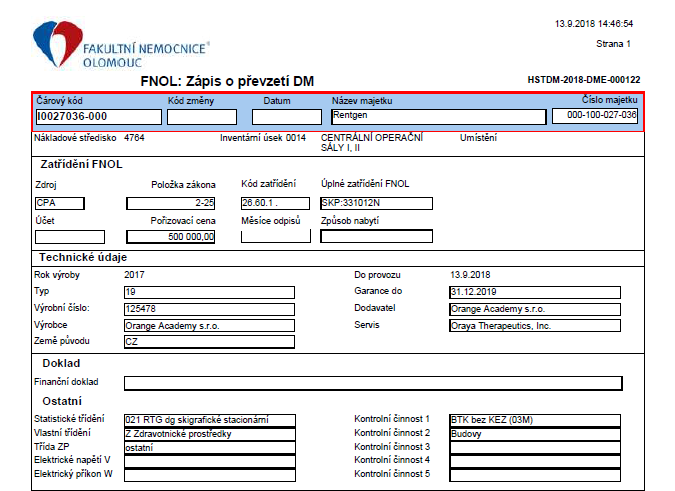 13.9.2018 14:46:54
FAKULTNÍ NEMOCNICE®
OLOMOUC
Strana 1
FNOL: Zápis o převzetí DM
HSTDM-2018-DME-000122
Čárový kód Kód změny Datum Název majetku Číslo majetku
I0027036-000 Rentgen 000-100-027-036
Nákladové středisko 4764 Inventární úsek 0014 CENTRÁLNÍ OPERAČNÍ SÁLY I, II Umístění
Zatřídění FNOL
Zdroj Položka zákona Kód zatřídění Úplné zatřídění FNOL
CPA 2-25 26.60.1 . SKP:331012N
Účet Pořizovací cena Měsíce odpisů Způsob nabytí
500 000,00
Technické údaje
Rok výroby 2017 Do provozu 13.9.2018
Typ 19 Garance do 31.12.2019
Výrobní číslo: 125478 Dodavatel Orange Academy s.r.o.
Výrobce Orange Academy s.r.o. Servis Oraya Therapeutics, Inc.
Země původu CZ
Doklad
Finanční doklad
Ostatní
Statistické třídění 021 RTG dg skigrafické stacionární Kontrolní činnost 1 BTK bez KEZ (03M)
Vlastní třídění Z Zdravotnické prostředky Kontrolní činnost 2 Budovy
Třída ZP ostatní Kontrolní činnost 3
Elektrické napětí V Kontrolní činnost 4
Elektrický příkon W Kontrolní činnost 5